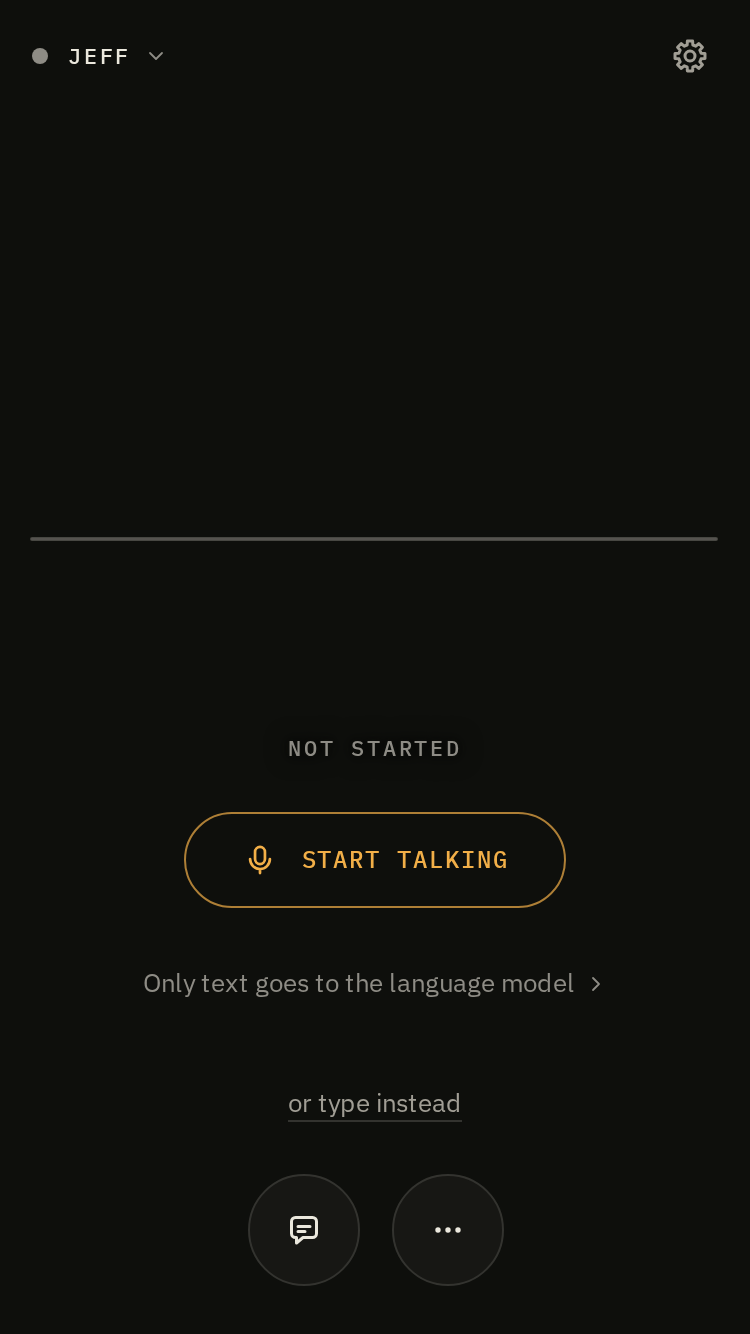 JEFF
NOT STARTED
START TALKING
Only text goes to the language model
or type instead